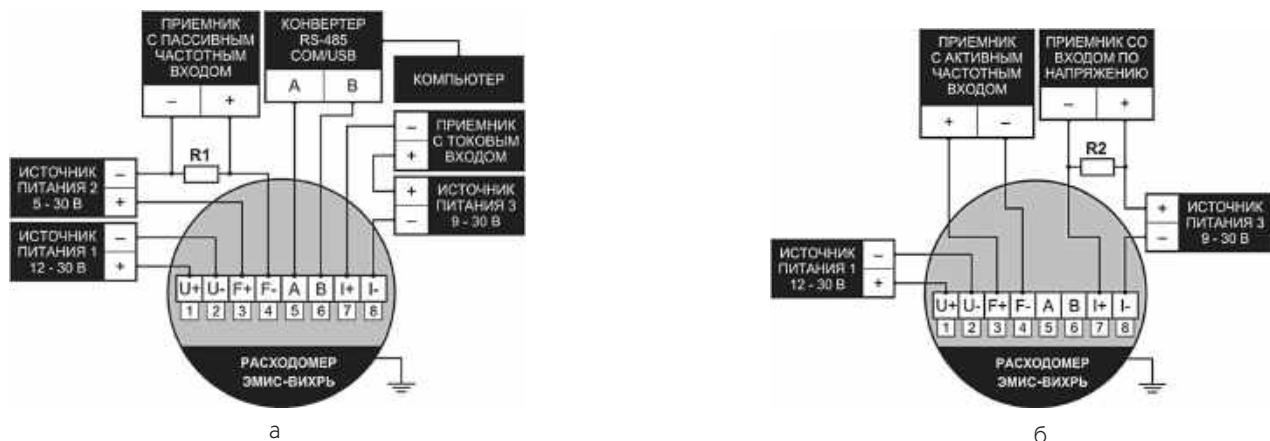 ПРИЕМНИК
С ПАССИВНЫМ
ЧАСТОТНЫМ
ВХОДОМ
– +
КОНВЕРТЕР
RS-485
COM/USB
A B
КОМПЬЮТЕР
– ПРИЕМНИК
С ТОКОВЫМ
+ ВХОДОМ
+ ИСТОЧНИК
ПИТАНИЯ 3
– 9 - 30 В
R1
ИСТОЧНИК –
ПИТАНИЯ 2
5 - 30 В +
ИСТОЧНИК –
ПИТАНИЯ 1
12 - 30 В +
U+ U- F+ F- A B I+ I-
1 2 3 4 5 6 7 8
РАСХОДОМЕР
ЭМИС-ВИХРЬ
а
ПРИЕМНИК
С АКТИВНЫМ
ЧАСТОТНЫМ
ВХОДОМ
+ –
ПРИЕМНИК СО
ВХОДОМ ПО
НАПРЯЖЕНИЮ
– +
R2
+ ИСТОЧНИК
ПИТАНИЯ 3
– 9 - 30 В
ИСТОЧНИК –
ПИТАНИЯ 1
12 - 30 В +
U+ U- F+ F- A B I+ I-
1 2 3 4 5 6 7 8
РАСХОДОМЕР
ЭМИС-ВИХРЬ
б